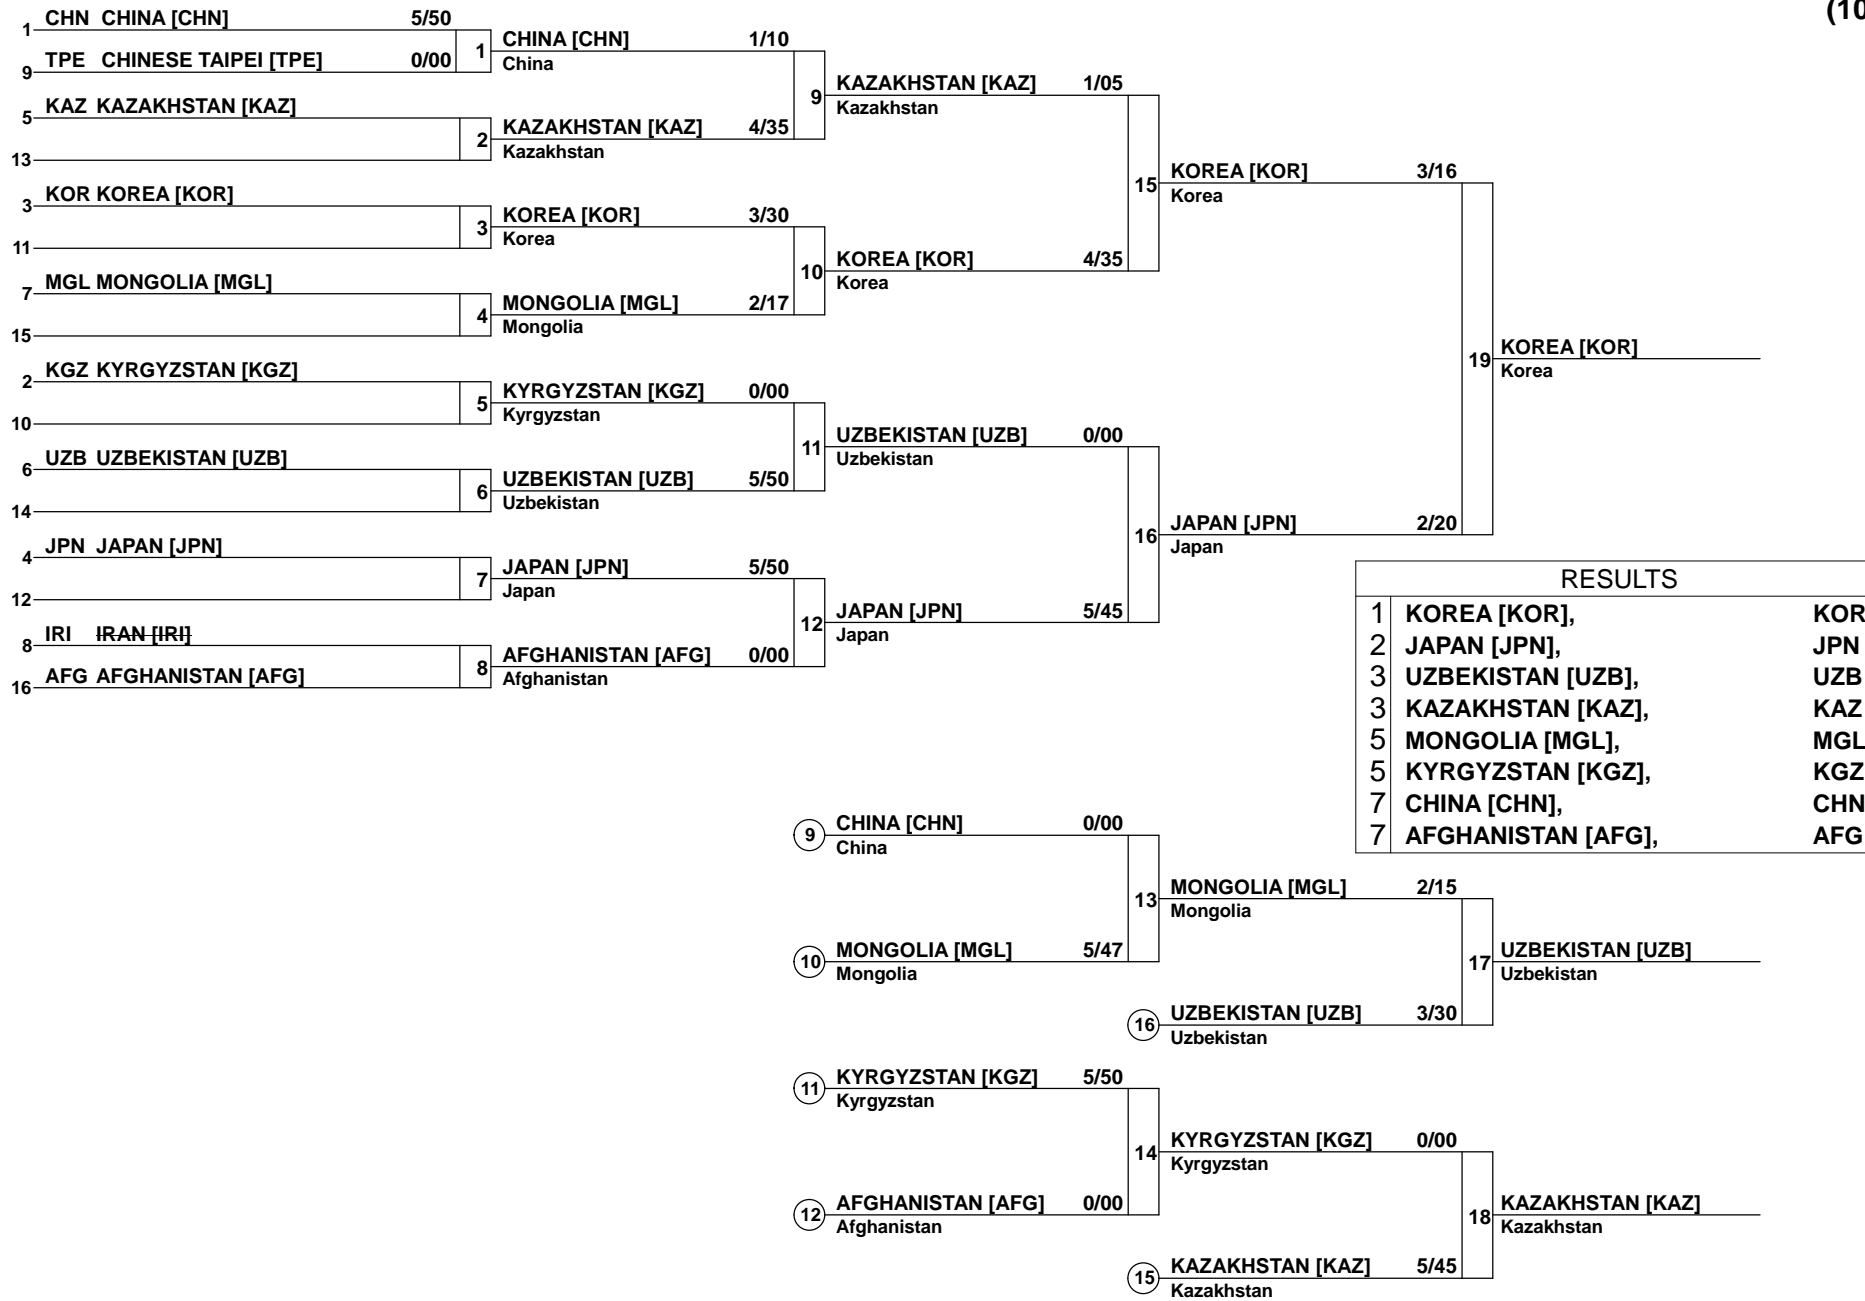 (10
1 CHN CHINA [CHN] 5/50
9 TPE CHINESE TAIPEI [TPE] 0/00
5 KAZ KAZAKHSTAN [KAZ]
13
3 KOR KOREA [KOR]
11
7 MGL MONGOLIA [MGL]
15
2 KGZ KYRGYZSTAN [KGZ]
10
6 UZB UZBEKISTAN [UZB]
14
4 JPN JAPAN [JPN]
12
8 IRI IRAN [IRI]
16 AFG AFGHANISTAN [AFG]
1 CHINA [CHN] 1/10
China
2 KAZAKHSTAN [KAZ] 4/35
Kazakhstan
3 KOREA [KOR] 3/30
Korea
4 MONGOLIA [MGL] 2/17
Mongolia
5 KYRGYZSTAN [KGZ] 0/00
Kyrgyzstan
6 UZBEKISTAN [UZB] 5/50
Uzbekistan
7 JAPAN [JPN] 5/50
Japan
8 AFGHANISTAN [AFG] 0/00
Afghanistan
9 KAZAKHSTAN [KAZ] 1/05
Kazakhstan
10 KOREA [KOR] 4/35
Korea
11 UZBEKISTAN [UZB] 0/00
Uzbekistan
12 JAPAN [JPN] 5/45
Japan
15 KOREA [KOR] 3/16
Korea
16 JAPAN [JPN] 2/20
Japan
19 KOREA [KOR]
Korea
RESULTS
1 KOREA [KOR], KOR
2 JAPAN [JPN], JPN
3 UZBEKISTAN [UZB], UZB
3 KAZAKHSTAN [KAZ], KAZ
5 MONGOLIA [MGL], MGL
5 KYRGYZSTAN [KGZ], KGZ
7 CHINA [CHN], CHN
7 AFGHANISTAN [AFG], AFG
9 CHINA [CHN] 0/00
China
10 MONGOLIA [MGL] 5/47
Mongolia
13 MONGOLIA [MGL] 2/15
Mongolia
16 UZBEKISTAN [UZB] 3/30
Uzbekistan
17 UZBEKISTAN [UZB]
Uzbekistan
11 KYRGYZSTAN [KGZ] 5/50
Kyrgyzstan
12 AFGHANISTAN [AFG] 0/00
Afghanistan
14 KYRGYZSTAN [KGZ] 0/00
Kyrgyzstan
15 KAZAKHSTAN [KAZ] 5/45
Kazakhstan
18 KAZAKHSTAN [KAZ]
Kazakhstan